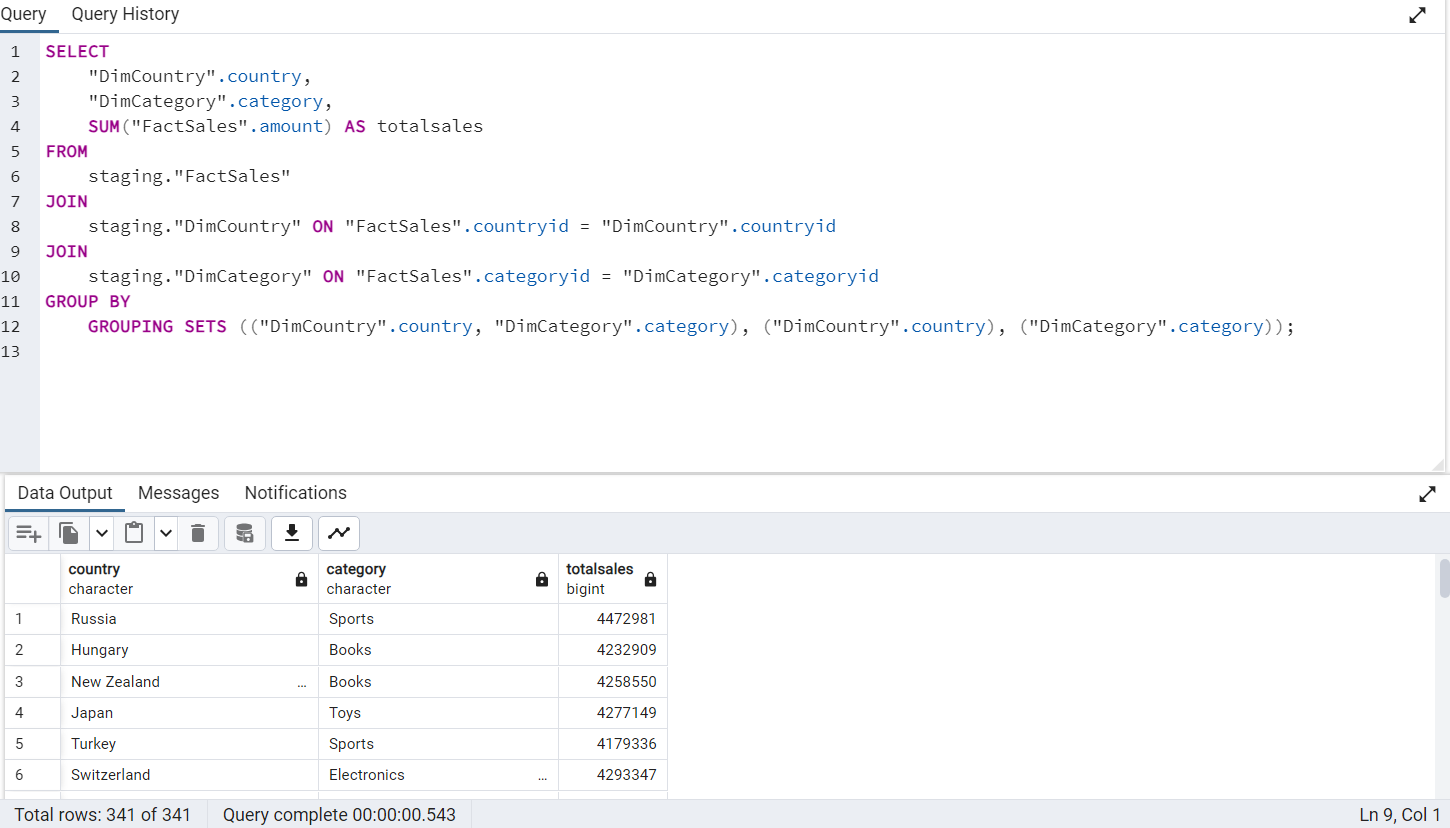 Query Query History
1 SELECT
2 "DimCountry".country,
3 "DimCategory".category,
4 SUM("FactSales".amount) AS totalsales
5 FROM
6 staging."FactSales"
7 JOIN
8 staging."DimCountry" ON "FactSales".countryid = "DimCountry".countryid
9 JOIN
10 staging."DimCategory" ON "FactSales".categoryid = "DimCategory".categoryid
11 GROUP BY
12 GROUPING SETS (("DimCountry".country, "DimCategory".category), ("DimCountry".country), ("DimCategory".category));
13
Data Output Messages Notifications
country category totalsales
character character bigint
1 Russia Sports 4472981
2 Hungary Books 4232909
3 New Zealand ... Books 4258550
4 Japan Toys 4277149
5 Turkey Sports 4179336
6 Switzerland Electronics ... 4293347
Total rows: 341 of 341 Query complete 00:00:00.543 Ln 9, Col 1